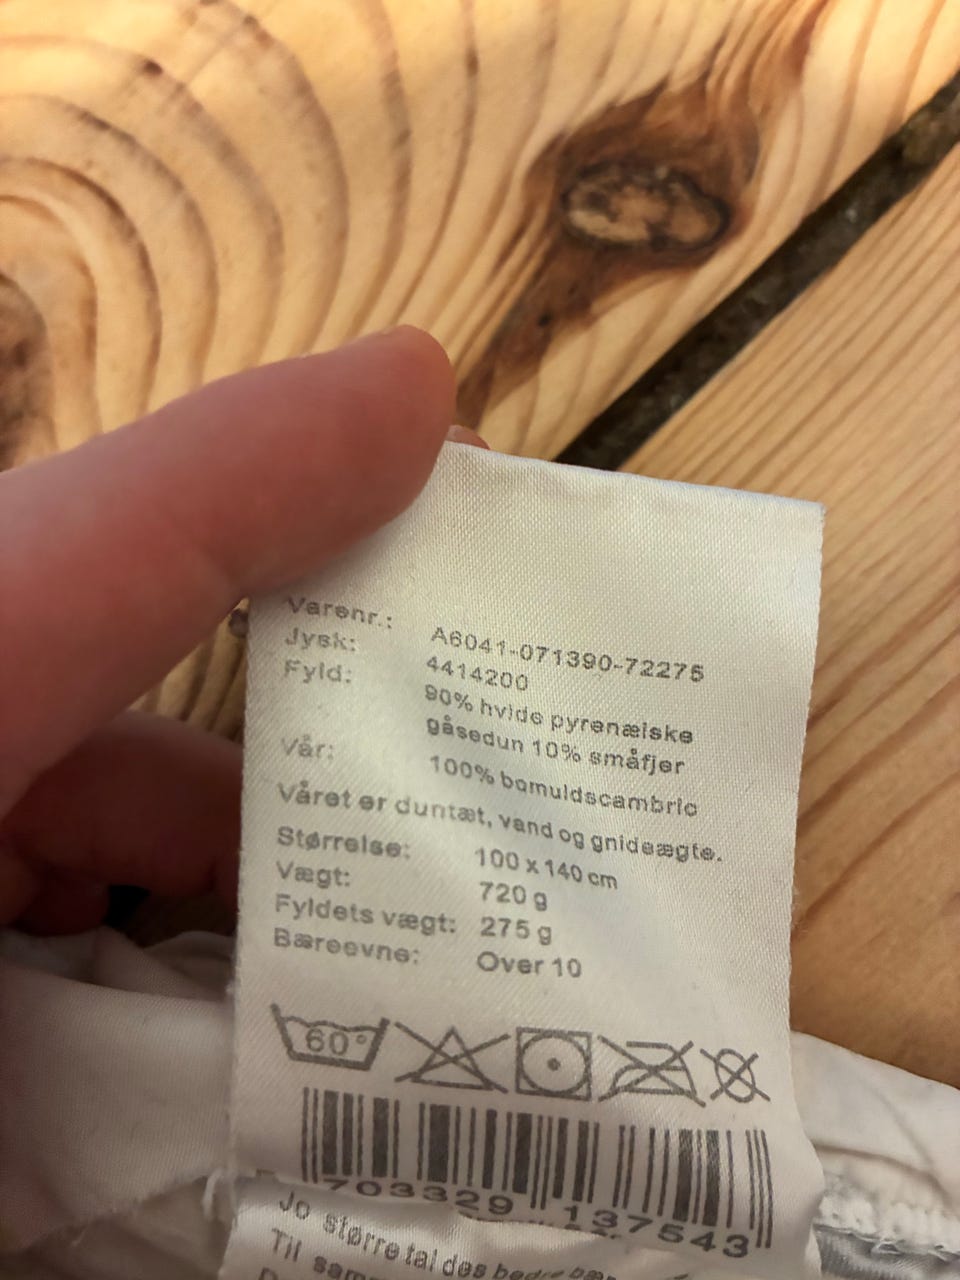 Varenr.: A6041-071390-72275
Jysk: 4414200
Fyld: 90% hvide pyrenæiske
gåsedun 10% småfjer
Vår: 100% bomuldscambric
Våret er duntæt, vand og gnideægte.
Størrelse: 100 x 140 cm
Vægt: 720 g
Fyldets vægt: 275 g
Bæreevne: Over 10
60°
703329 137543
Jo større tal des bedre
Til